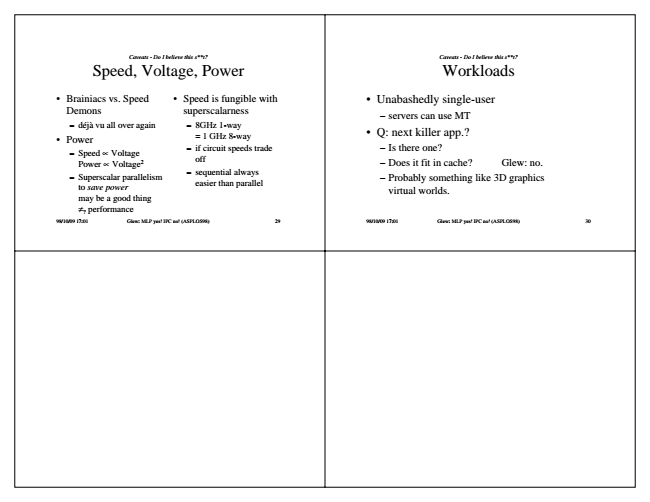 Caveats - Do I believe this s**t?
Speed, Voltage, Power
• Brainiacs vs. Speed
Demons
– déjà vu all over again
• Power
– Speed ∝ Voltage
Power ∝ Voltage²
– Superscalar parallelism
to save power
may be a good thing
≠, performance
• Speed is fungible with
superscalarness
– 8GHz 1-way
= 1 GHz 8-way
– if circuit speeds trade
off
– sequential always
easier than parallel
98/10/09 17:01 Glew: MLP yes! IPC no! (ASPLOS98) 29
Caveats - Do I believe this s**t?
Workloads
• Unabashedly single-user
– servers can use MT
• Q: next killer app.?
– Is there one?
– Does it fit in cache? Glew: no.
– Probably something like 3D graphics
virtual worlds.
98/10/09 17:01 Glew: MLP yes! IPC no! (ASPLOS98) 30